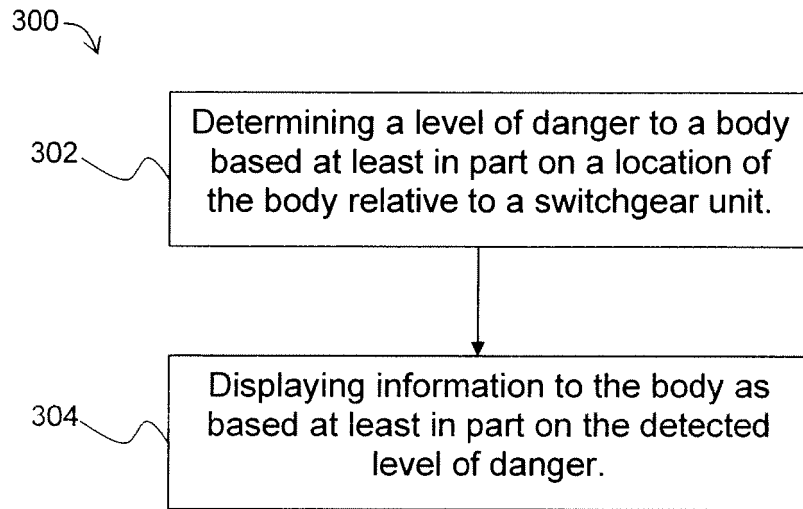 300
302
Determining a level of danger to a body
based at least in part on a location of
the body relative to a switchgear unit.
304
Displaying information to the body as
based at least in part on the detected
level of danger.